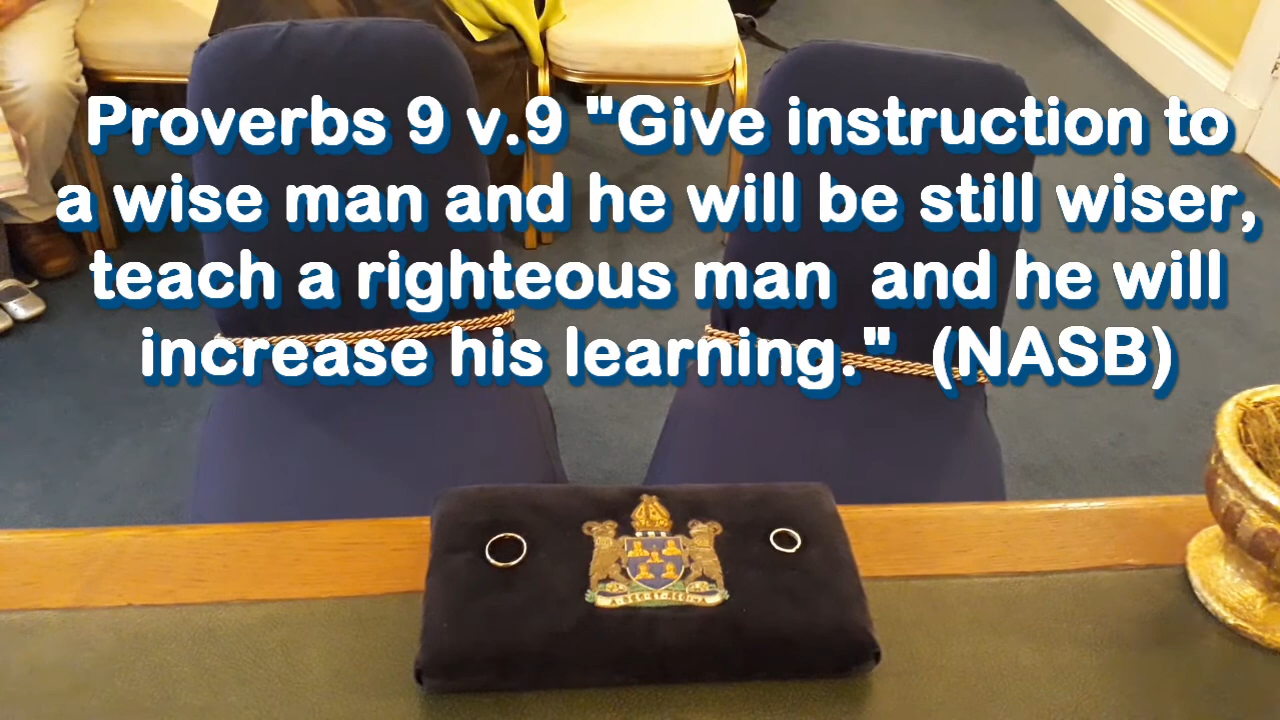 Proverbs 9 v.9 "Give instruction to
a wise man and he will be still wiser,
teach a righteous man  and he will
increase his learning."  (NASB)